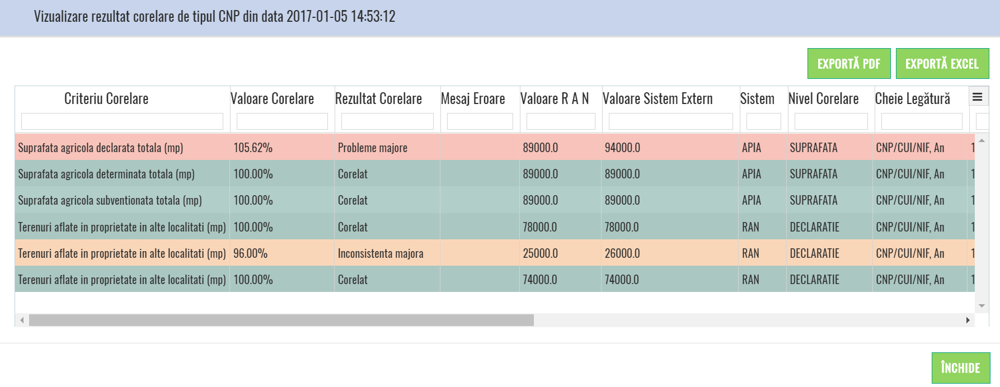 Vizualizare rezultat corelare de tipul CNP din data 2017-01-05 14:53:12
EXPORTĂ PDF EXPORTĂ EXCEL
Criteriu Corelare Valoare Corelare Rezultat Corelare Mesaj Eroare Valoare R A N Valoare Sistem Extern Sistem Nivel Corelare Cheie Legătură
Suprafata agricola declarata totala (mp) 105.62% Probleme majore 89000.0 94000.0 APIA SUPRAFATA CNP/CUI/NIF, An 1
Suprafata agricola determinata totala (mp) 100.00% Corelat 89000.0 89000.0 APIA SUPRAFATA CNP/CUI/NIF, An 1
Suprafata agricola subventionata totala (mp) 100.00% Corelat 89000.0 89000.0 APIA SUPRAFATA CNP/CUI/NIF, An 1
Terenuri aflate in proprietate in alte localitati (mp) 100.00% Corelat 78000.0 78000.0 RAN DECLARATIE CNP/CUI/NIF, An 1
Terenuri aflate in proprietate in alte localitati (mp) 96.00% Inconsistenta majora 25000.0 26000.0 RAN DECLARATIE CNP/CUI/NIF, An 1
Terenuri aflate in proprietate in alte localitati (mp) 100.00% Corelat 74000.0 74000.0 RAN DECLARATIE CNP/CUI/NIF, An 1
ÎNCHIDE